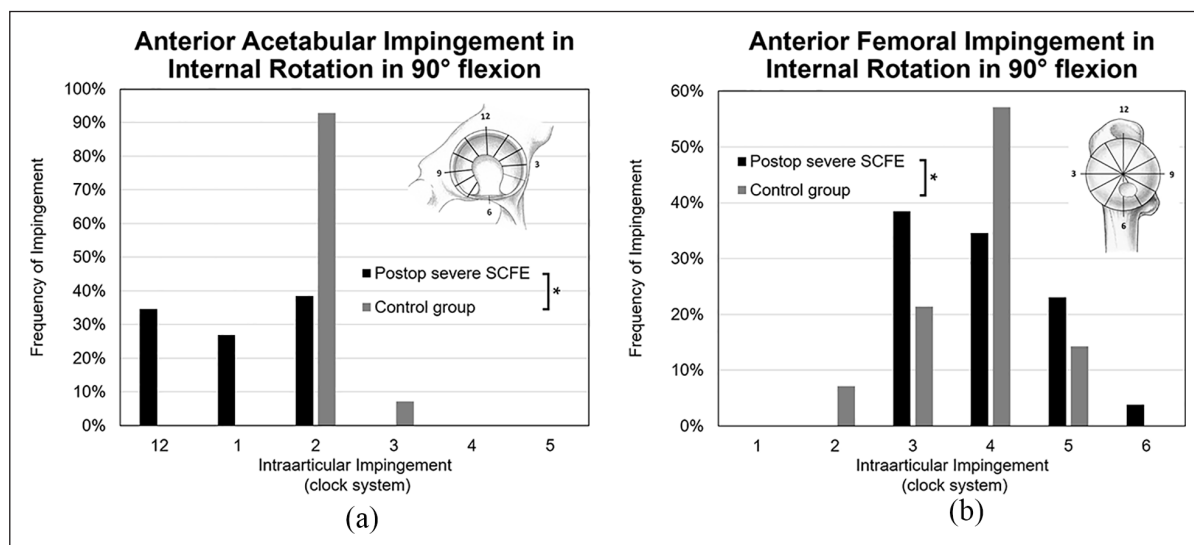 Anterior Acetabular Impingement in
Internal Rotation in 90° flexion
100%
90%
80%
70%
60%
50%
40%
30%
20%
10%
0%
Frequency of Impingement
12
3
6
9
Postop severe SCFE
Control group
*
12 1 2 3 4 5
Intraarticular Impingement
(clock system)
(a)
Anterior Femoral Impingement in
Internal Rotation in 90° flexion
60%
50%
40%
30%
20%
10%
0%
Frequency of Impingement
Postop severe SCFE
Control group
*
12
3
9
6
1 2 3 4 5 6
Intraarticular Impingement
(clock system)
(b)